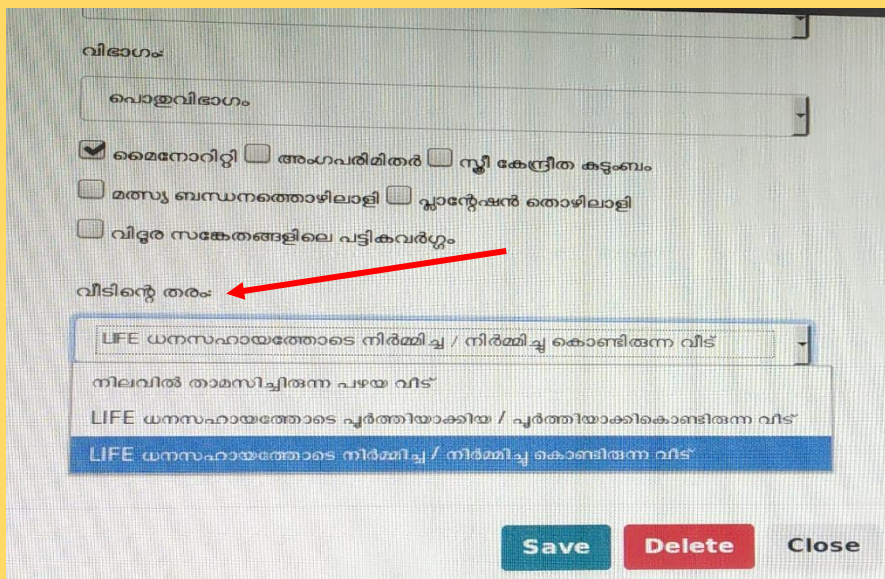 വിഭാഗം:
പൊതുവിഭാഗം
മൈനോറിറ്റി അംഗപരിമിതർ സ്ത്രീ കേന്ദ്രീത കുടുംബം
മത്സ്യ ബന്ധനത്തൊഴിലാളി പ്ലാന്റേഷൻ തൊഴിലാളി
വിദൂര സങ്കേതങ്ങളിലെ പട്ടികവർഗ്ഗം
വീടിന്റെ തരം:
LIFE ധനസഹായത്തോടെ നിർമ്മിച്ച / നിർമ്മിച്ചു കൊണ്ടിരുന്ന വീട്
നിലവിൽ താമസിച്ചിരുന്ന പഴയ വീട്
LIFE ധനസഹായത്തോടെ പൂർത്തിയാക്കിയ / പൂർത്തിയാക്കികൊണ്ടിരുന്ന വീട്
LIFE ധനസഹായത്തോടെ നിർമ്മിച്ച / നിർമ്മിച്ചു കൊണ്ടിരുന്ന വീട്
Save Delete Close